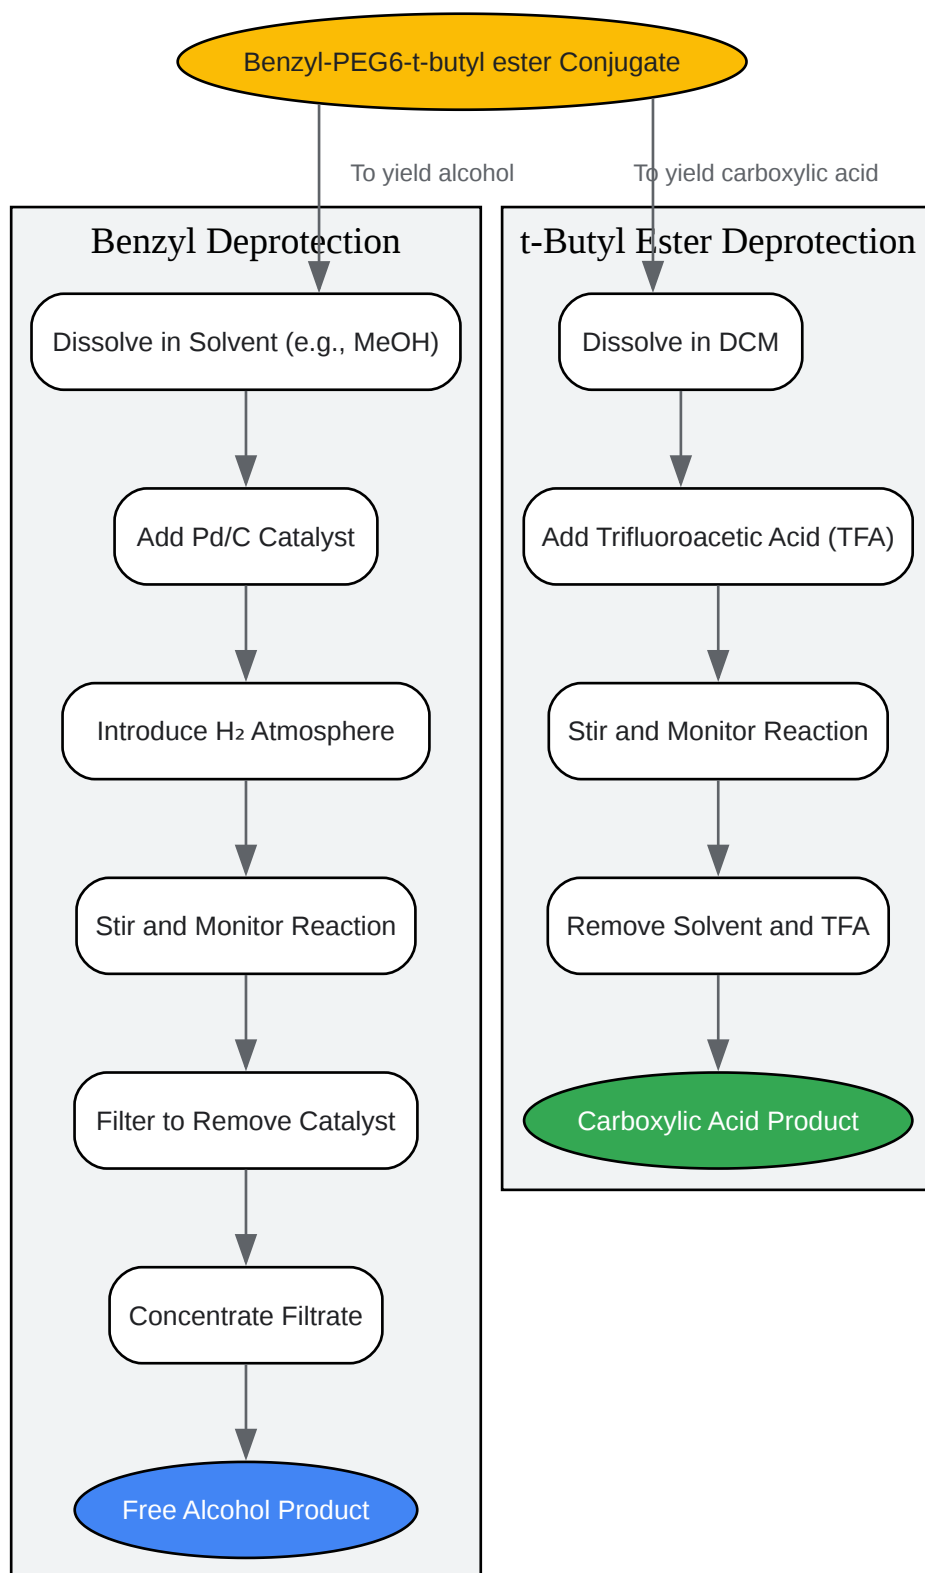 Benzyl-PEG6-t-butyl ester Conjugate
To yield alcohol
To yield carboxylic acid
Benzyl Deprotection
Dissolve in Solvent (e.g., MeOH)
Add Pd/C Catalyst
Introduce H₂ Atmosphere
Stir and Monitor Reaction
Filter to Remove Catalyst
Concentrate Filtrate
Free Alcohol Product
t-Butyl Ester Deprotection
Dissolve in DCM
Add Trifluoroacetic Acid (TFA)
Stir and Monitor Reaction
Remove Solvent and TFA
Carboxylic Acid Product